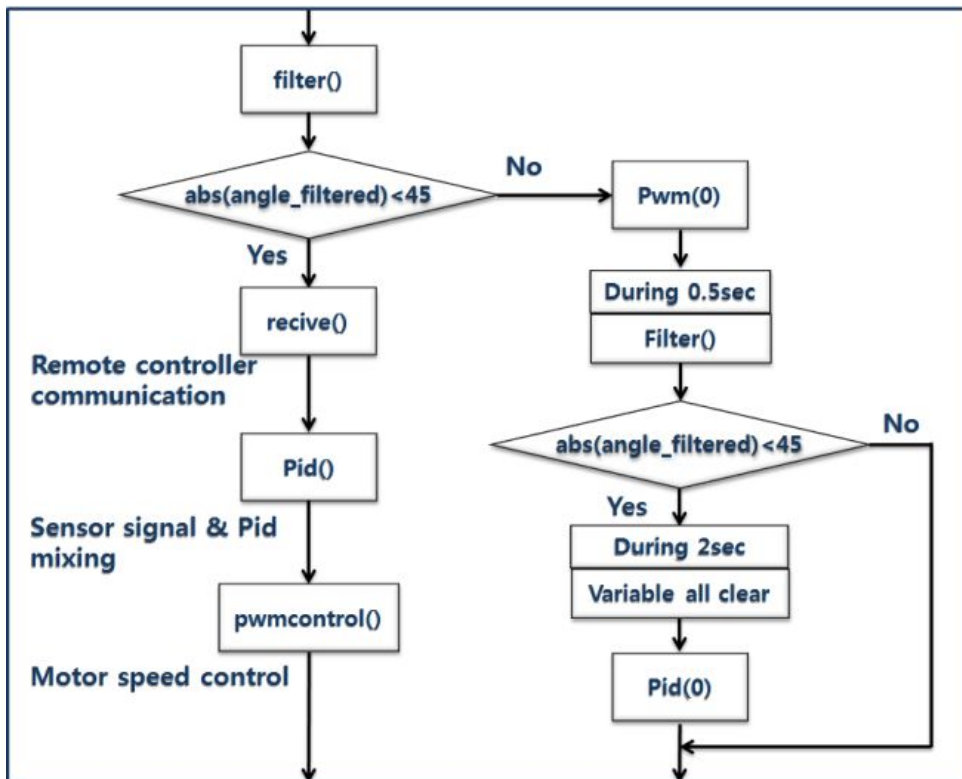 filter()
abs(angle_filtered)<45
Yes
recive()
Remote controller
communication
Pid()
Sensor signal & Pid
mixing
pwmcontrol()
Motor speed control
No
Pwm(0)
During 0.5sec
Filter()
abs(angle_filtered)<45
No
Yes
During 2sec
Variable all clear
Pid(0)